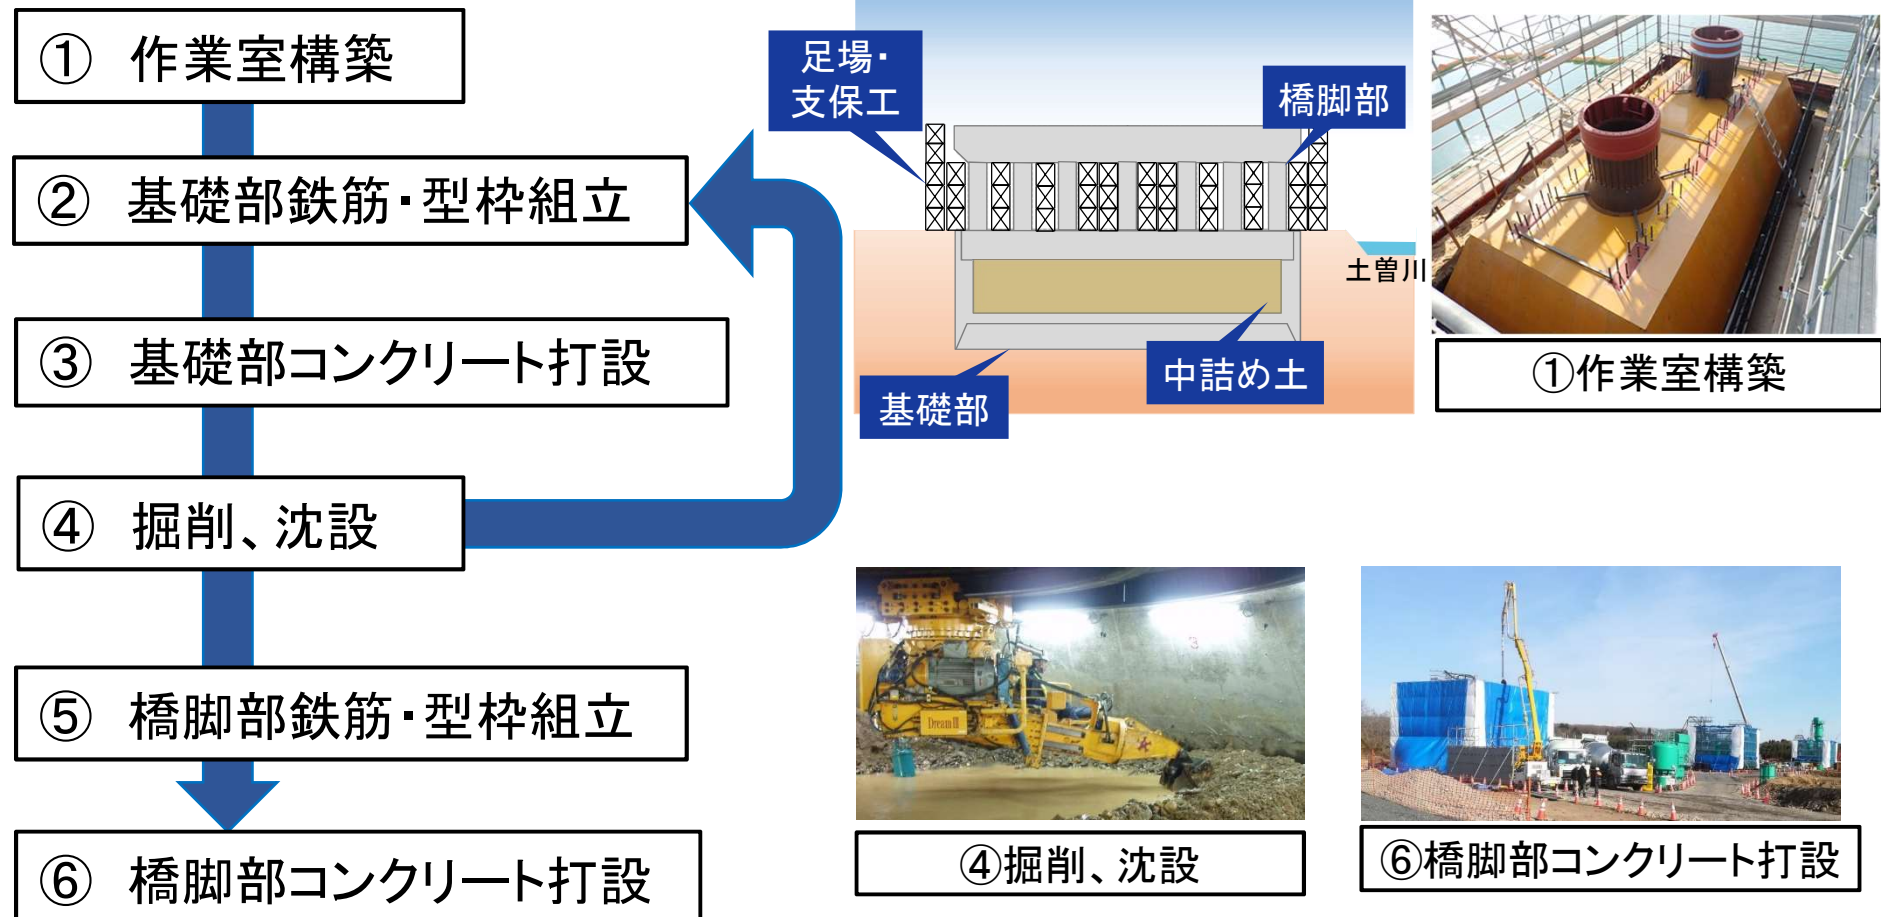 ① 作業室構築
② 基礎部鉄筋・型枠組立
③ 基礎部コンクリート打設
④ 掘削、沈設
⑤ 橋脚部鉄筋・型枠組立
⑥ 橋脚部コンクリート打設
足場・
支保工
橋脚部
土曽川
中詰め土
基礎部
①作業室構築
Dream III
3
④掘削、沈設
⑥橋脚部コンクリート打設